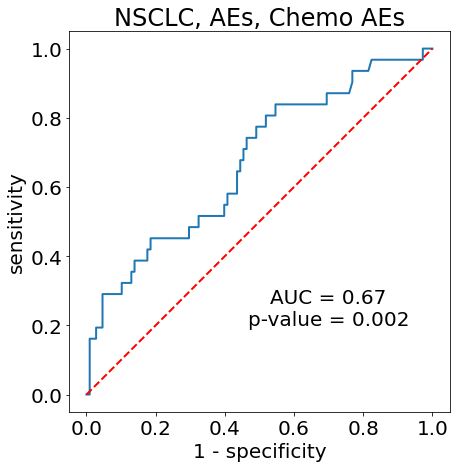 NSCLC, AEs, Chemo AEs
1.0
0.8
0.6
0.4
0.2
0.0
sensitivity
AUC = 0.67
p-value = 0.002
0.0 0.2 0.4 0.6 0.8 1.0
1 - specificity